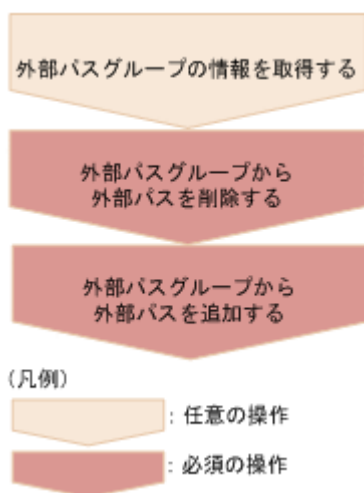 外部パスグループの情報を取得する
外部パスグループから
外部パスを削除する
外部パスグループから
外部パスを追加する
(凡例)
: 任意の操作
: 必須の操作